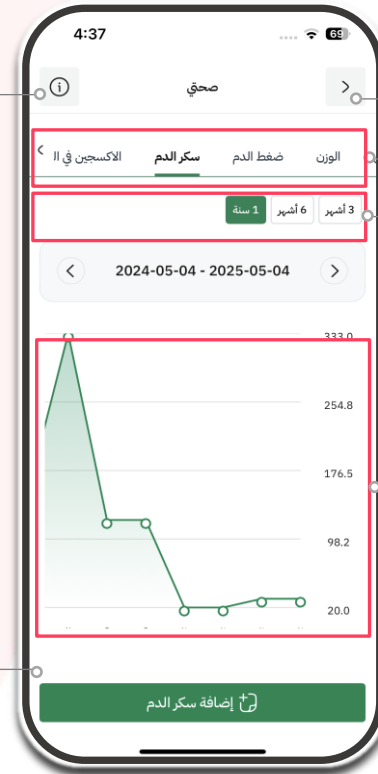 4:37
69
صحتي
الوزن ضغط الدم سكر الدم الاكسجين في ال
3 أشهر 6 أشهر 1 سنة
2024-05-04 - 2025-05-04
333.0
254.8
176.5
98.2
20.0
إضافة سكر الدم